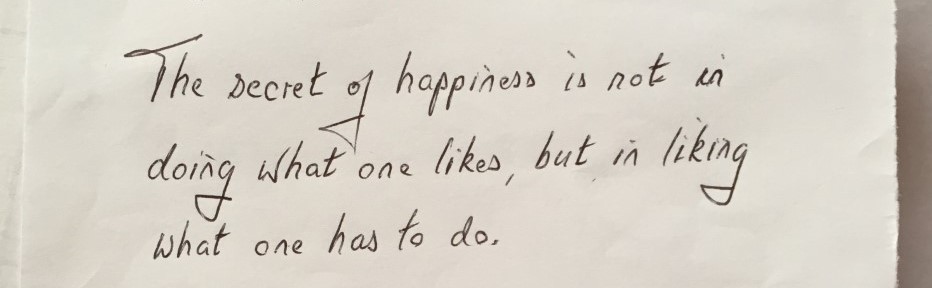 The secret of happiness is not in
doing what one likes, but in liking
what one has to do.